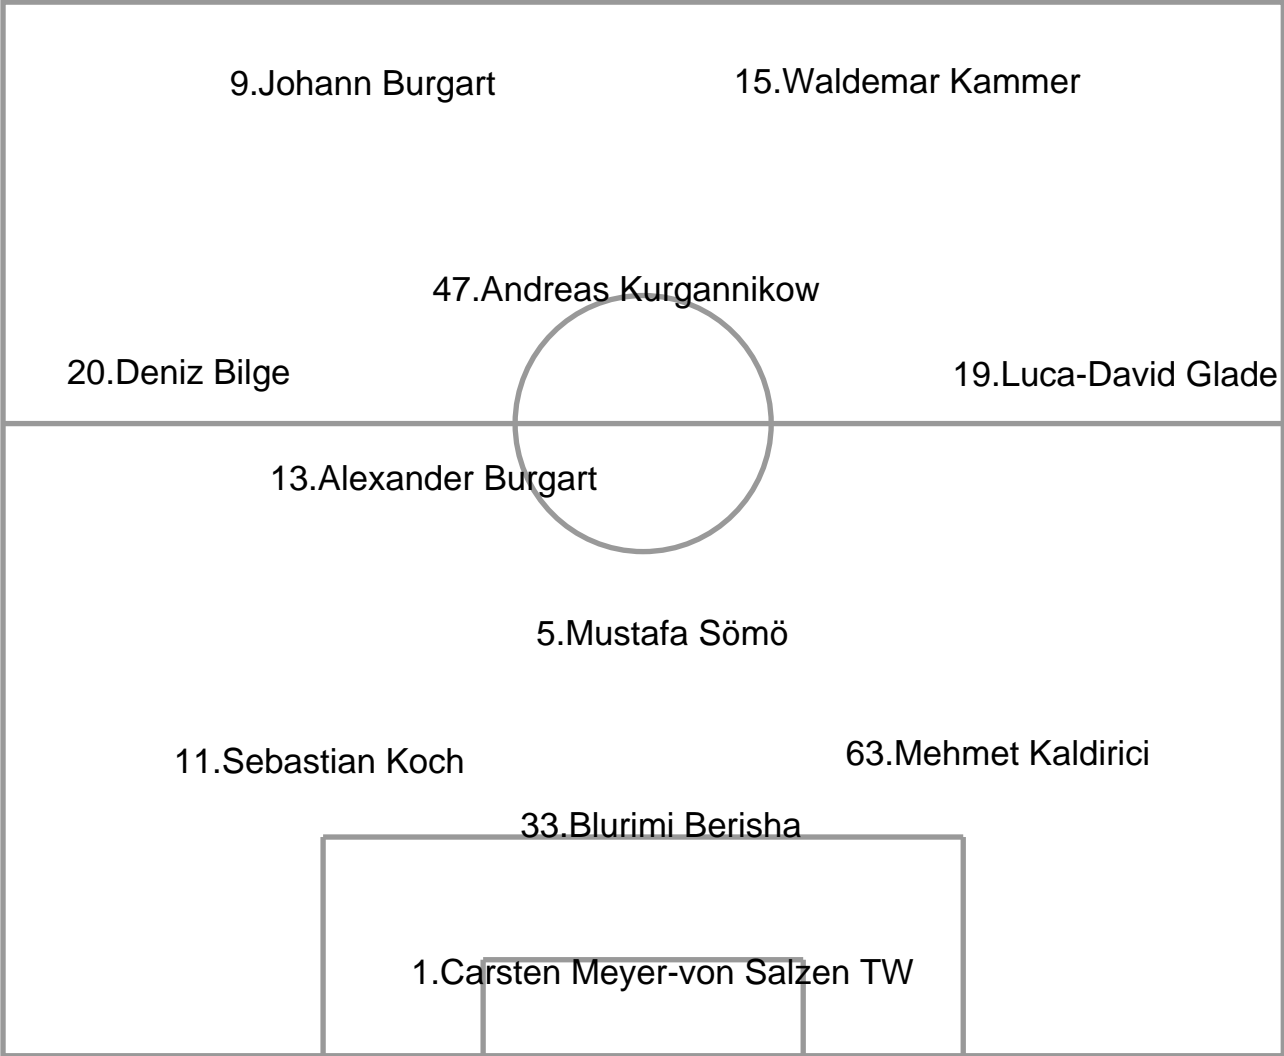 9.Johann Burgart
15.Waldemar Kammer
47.Andreas Kurgannikow
20.Deniz Bilge
19.Luca-David Glade
13.Alexander Burgart
5.Mustafa Sömö
11.Sebastian Koch
63.Mehmet Kaldirici
33.Blurimi Berisha
1.Carsten Meyer-von Salzen TW